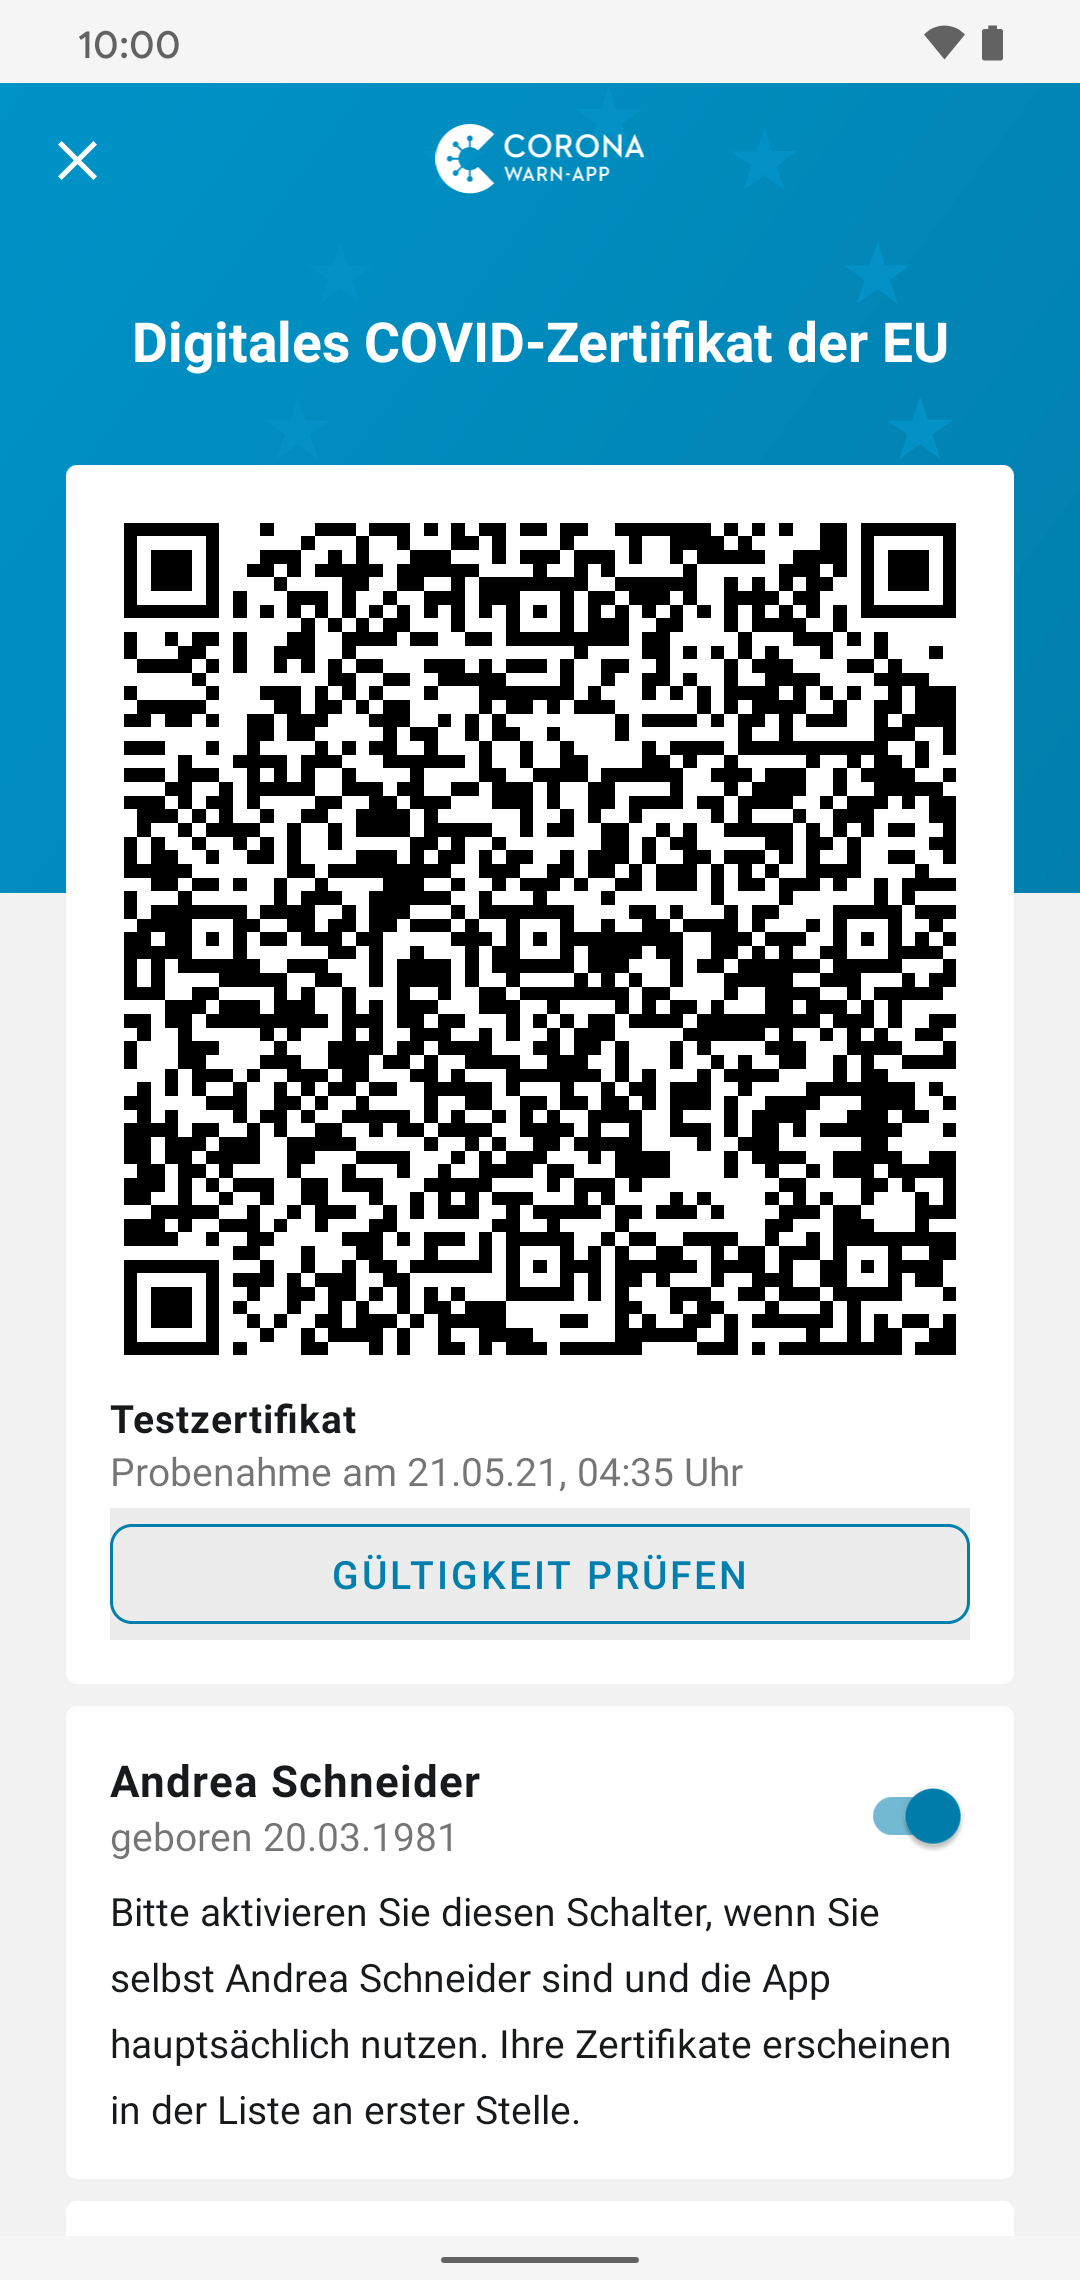 10:00
CORONA
WARN-APP
Digitales COVID-Zertifikat der EU
Testzertifikat
Probenahme am 21.05.21, 04:35 Uhr
GÜLTIGKEIT PRÜFEN
Andrea Schneider
geboren 20.03.1981
Bitte aktivieren Sie diesen Schalter, wenn Sie
selbst Andrea Schneider sind und die App
hauptsächlich nutzen. Ihre Zertifikate erscheinen
in der Liste an erster Stelle.